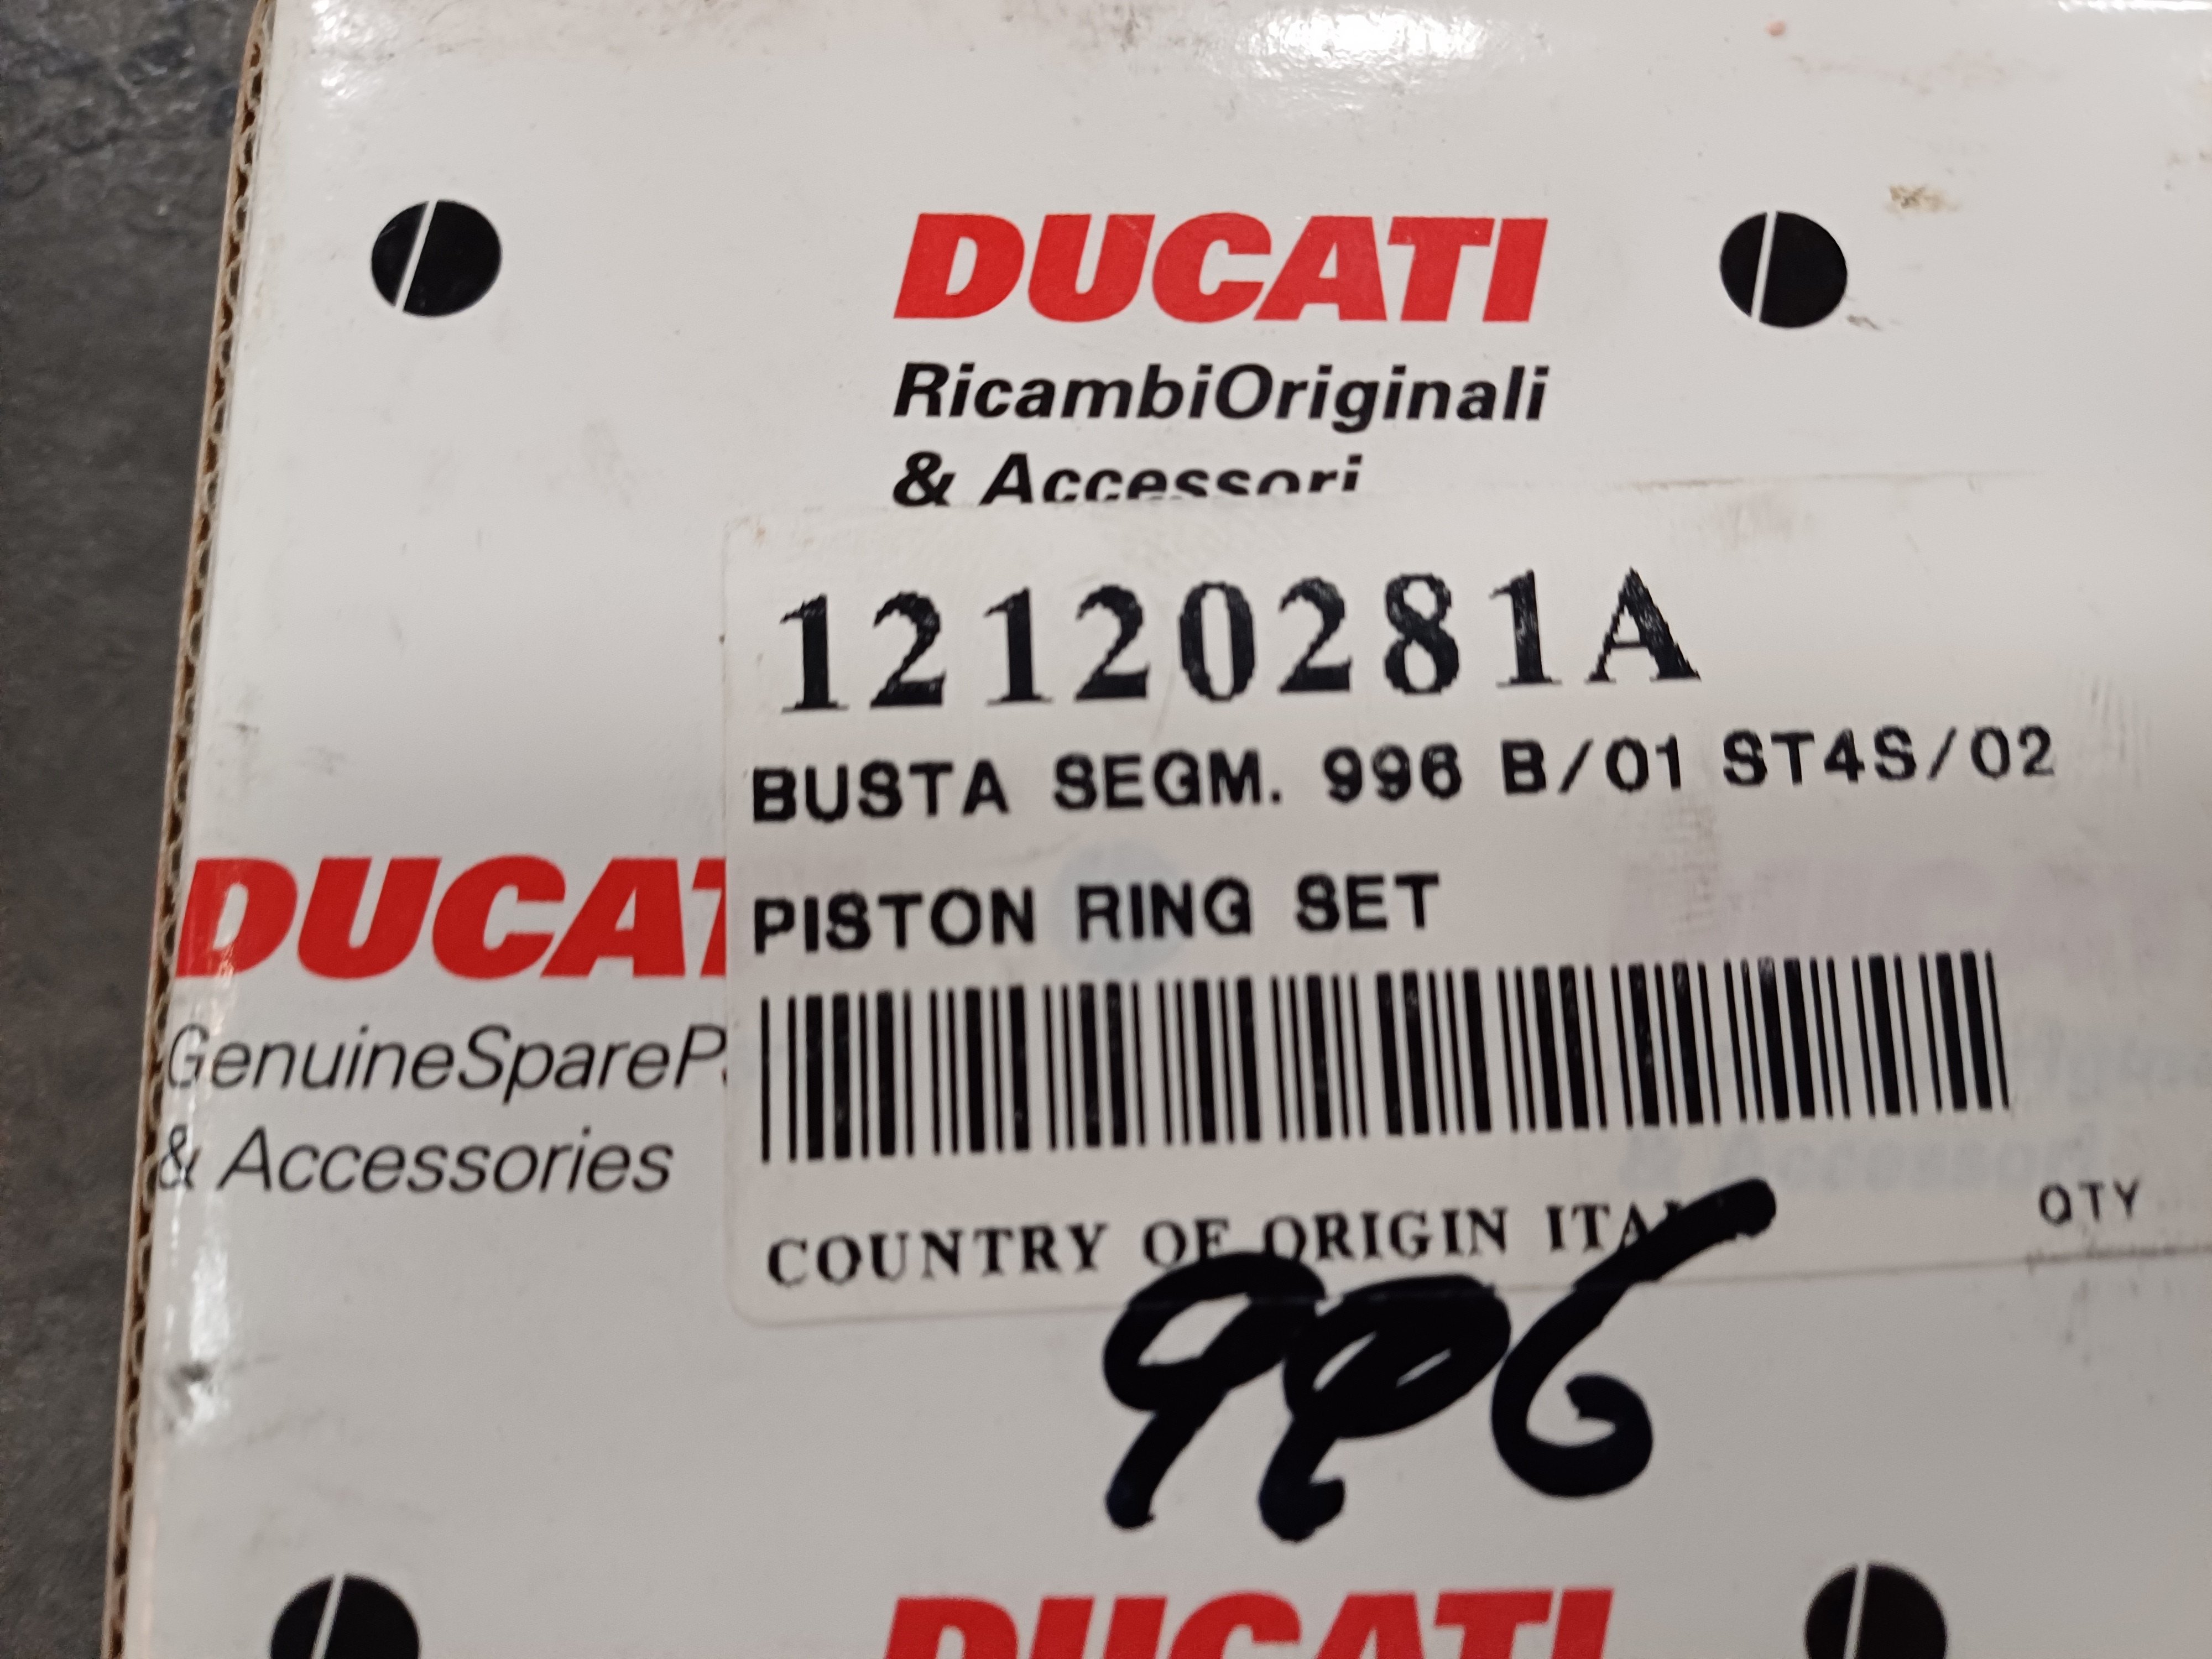 DUCATI
RicambiOriginali
& Accessori
12120281A
BUSTA SEGM. 996 B/01 ST4S/02
PISTON RING SET
DUCAT
GenuineSpareP
& Accessories
COUNTRY OF ORIGIN ITA
QTY
996
DUCATI